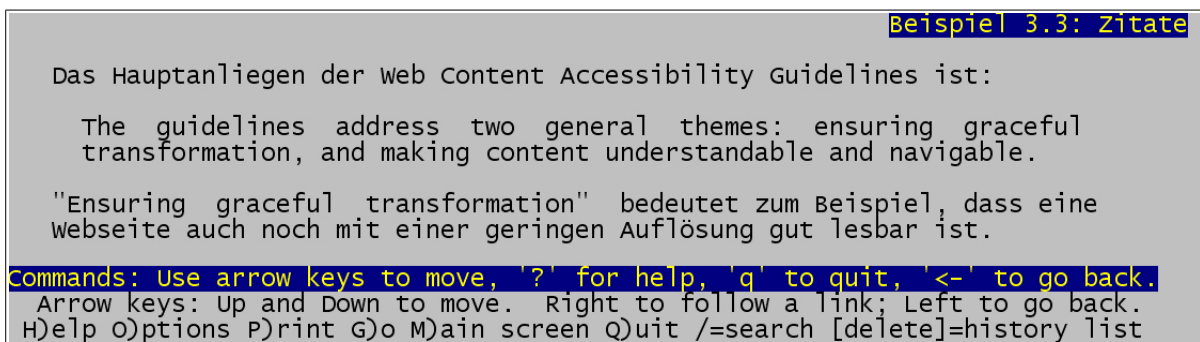 Beispiel 3.3: Zitate
Das Hauptanliegen der Web Content Accessibility Guidelines ist:
The guidelines address two general themes: ensuring graceful
transformation, and making content understandable and navigable.
"Ensuring graceful transformation" bedeutet zum Beispiel, dass eine
Webseite auch noch mit einer geringen Auflösung gut lesbar ist.
Commands: Use arrow keys to move, '?' for help, 'q' to quit, '<-' to go back.
Arrow keys: Up and Down to move. Right to follow a link; Left to go back.
H)elp O)ptions P)rint G)o M)ain screen Q)uit /=search [delete]=history list